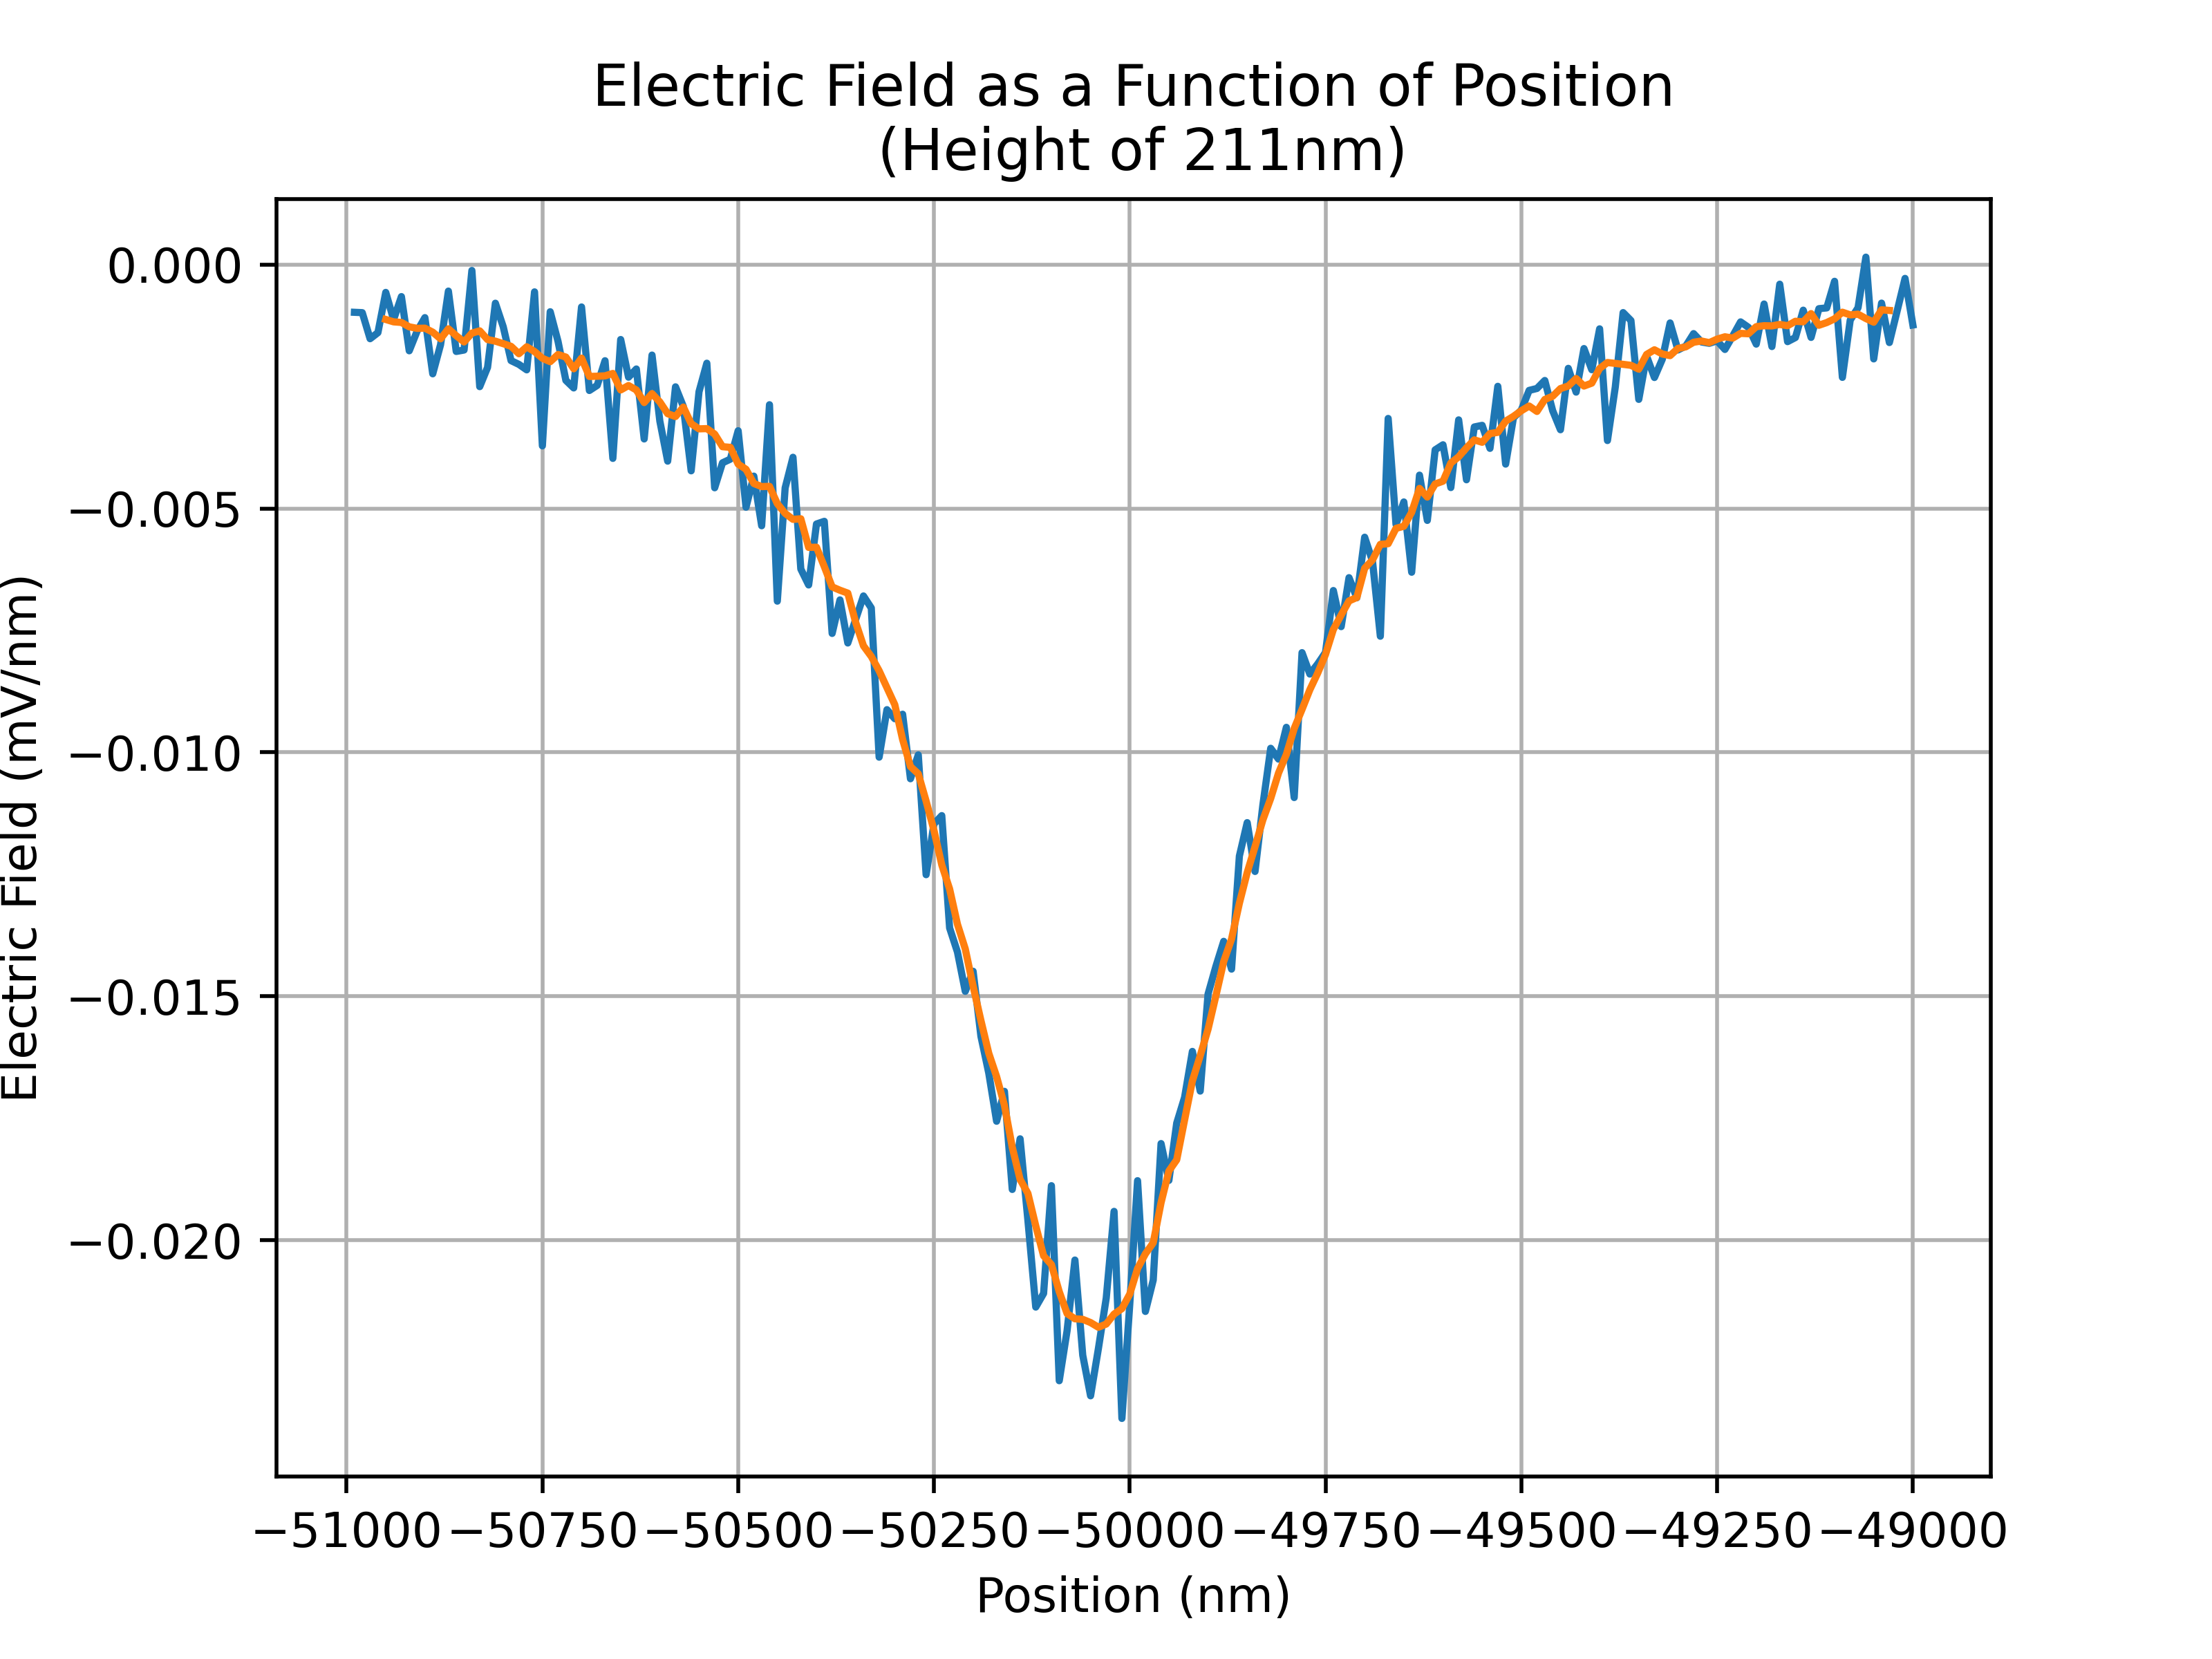 Electric Field as a Function of Position
(Height of 211nm)
Electric Field (mV/nm)
0.000
−0.005
−0.010
−0.015
−0.020
−51000 −50750 −50500 −50250 −50000 −49750 −49500 −49250 −49000
Position (nm)